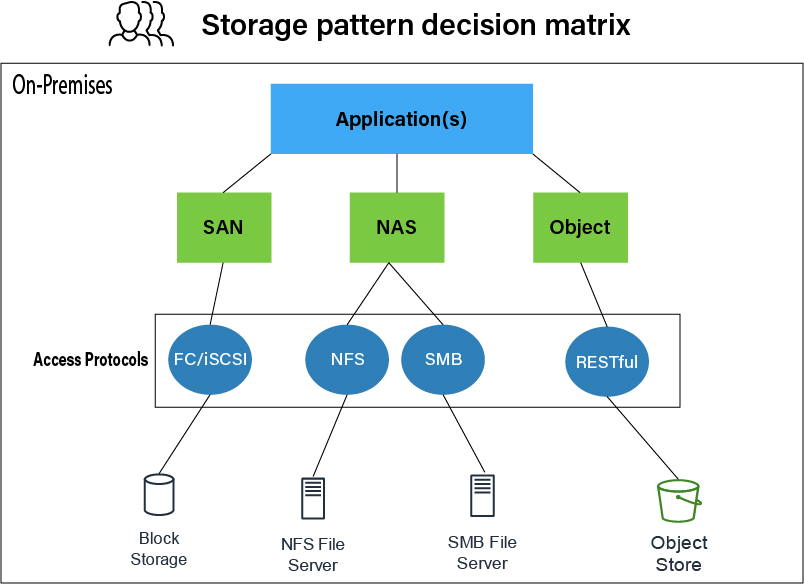 Storage pattern decision matrix
On-Premises
Application(s)
SAN
NAS
Object
Access Protocols
FC/iSCSI
NFS
SMB
RESTful
Block
Storage
NFS File
Server
SMB File
Server
Object
Store